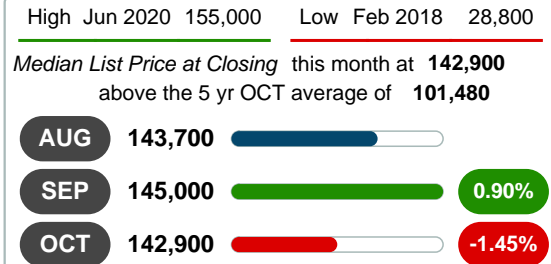 High Jun 2020 155,000 Low Feb 2018 28,800
Median List Price at Closing this month at 142,900
above the 5 yr OCT average of 101,480
AUG 143,700
SEP 145,000 0.90%
OCT 142,900 -1.45%